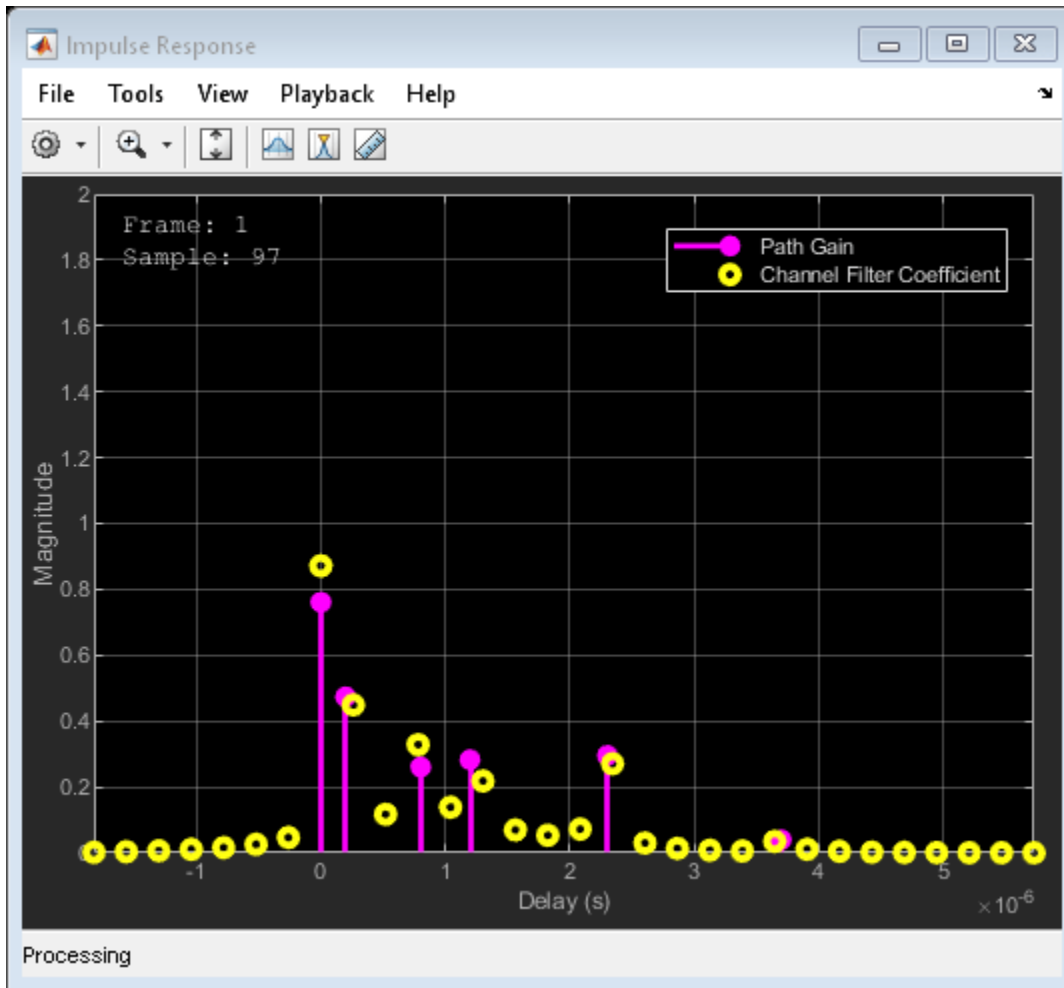 Impulse Response
File Tools View Playback Help
Frame: 1
Sample: 97
Path Gain
Channel Filter Coefficient
2
1.8
1.6
1.4
1.2
1
0.8
0.6
0.4
0.2
0
Magnitude
-1 0 1 2 3 4 5
Delay (s)
×10-6
Processing